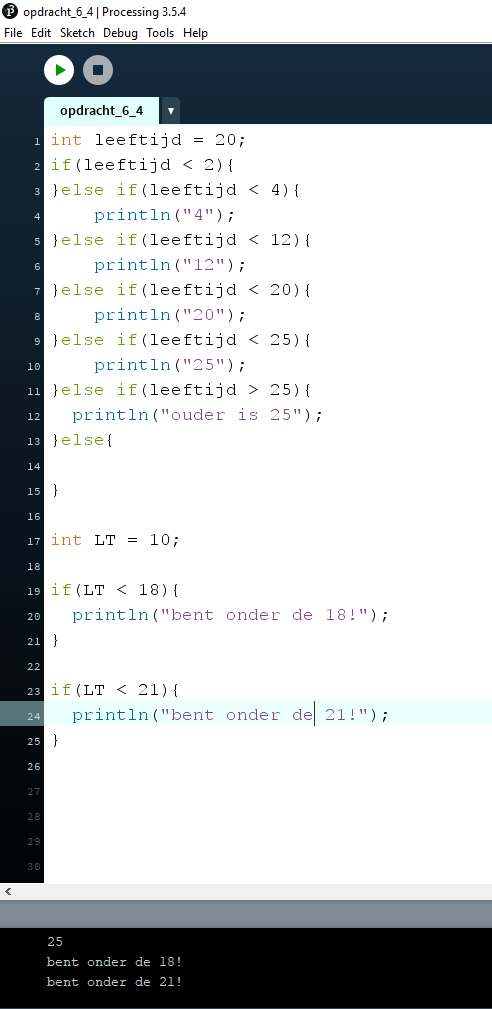 opdracht_6_4 | Processing 3.5.4
File Edit Sketch Debug Tools Help
opdracht_6_4 ▼
1 int leeftijd = 20;
2 if(leeftijd < 2){
3 }else if(leeftijd < 4){
4     println("4");
5 }else if(leeftijd < 12){
6     println("12");
7 }else if(leeftijd < 20){
8     println("20");
9 }else if(leeftijd < 25){
10     println("25");
11 }else if(leeftijd > 25){
12   println("ouder is 25");
13 }else{
14
15 }
16
17 int LT = 10;
18
19 if(LT < 18){
20   println("bent onder de 18!");
21 }
22
23 if(LT < 21){
24   println("bent onder de 21!");
25 }
26
27
28
29
30
25
bent onder de 18!
bent onder de 21!